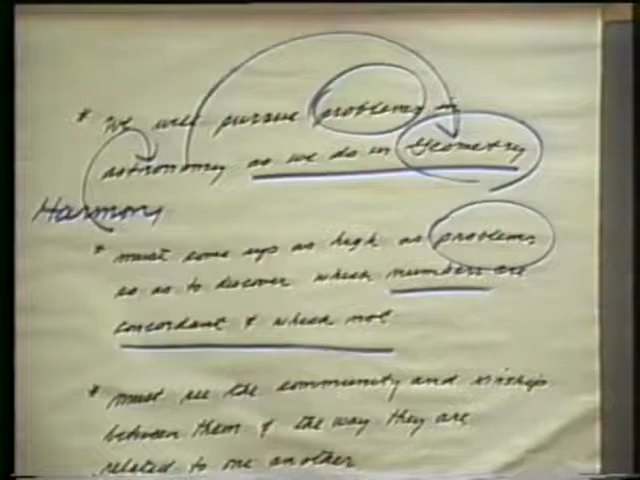 * We will pursue problems in
astronomy as we do in Geometry
Harmony
* must come up as high as problems
so as to discover which numbers are
concordant & which not
* must see the community and kinship
between them & the way they are
related to one another